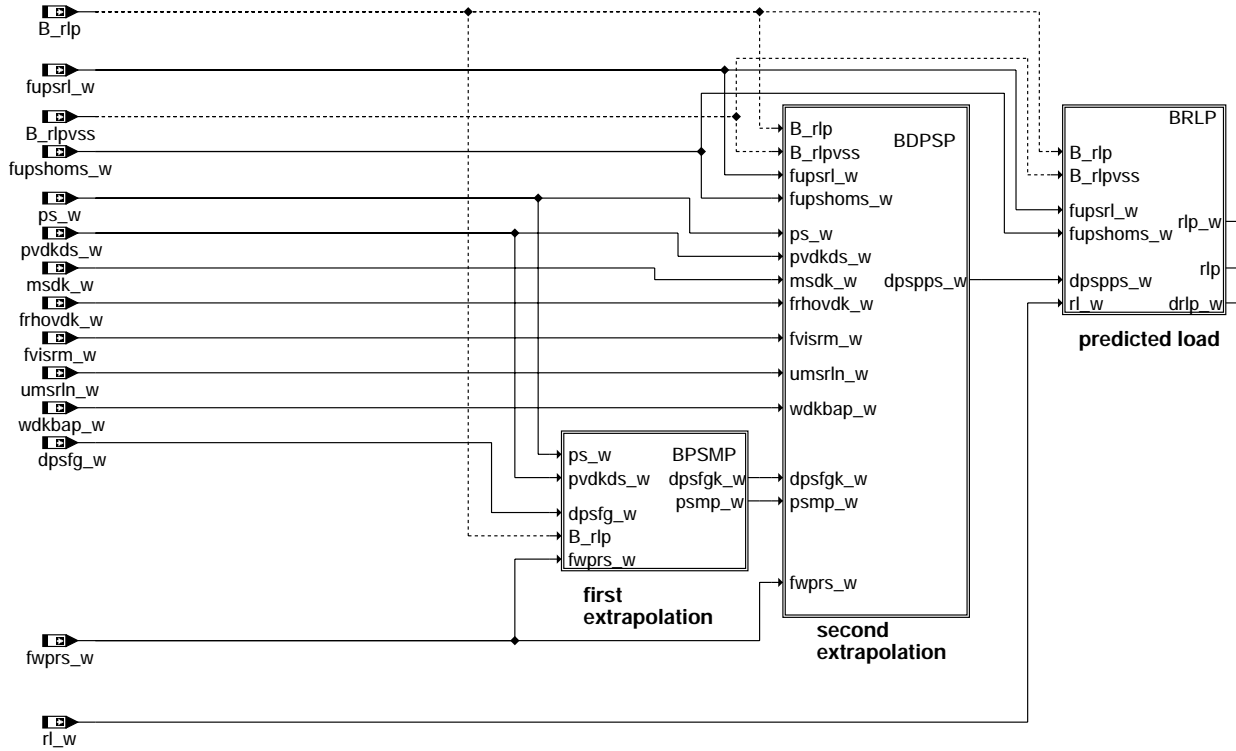 B_rlp
fupsrl_w
B_rlpvss
fupshoms_w
ps_w
pvdkds_w
msdk_w
frhovdk_w
fvisrm_w
umsrln_w
wdkbap_w
dpsfg_w
fwprs_w
rl_w
BPSMP
ps_w
pvdkds_w
dpsfg_w
B_rlp
fwprs_w
dpsfgk_w
psmp_w
first
extrapolation
BDPSP
B_rlp
B_rlpvss
fupsrl_w
fupshoms_w
ps_w
pvdkds_w
msdk_w
frhovdk_w
fvisrm_w
umsrln_w
wdkbap_w
dpsfgk_w
psmp_w
fwprs_w
dpspps_w
second
extrapolation
BRLP
B_rlp
B_rlpvss
fupsrl_w
fupshoms_w
dpspps_w
rl_w
rlp_w
rlp
drlp_w
predicted load